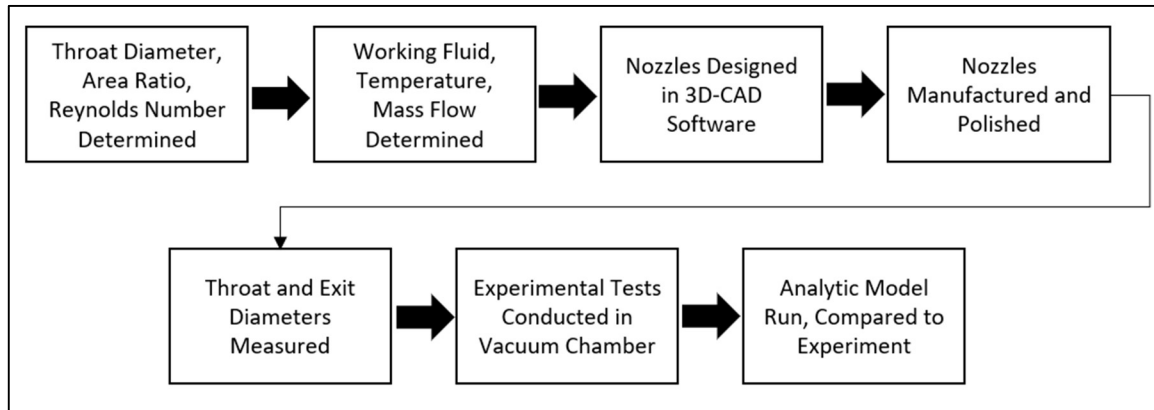 Throat Diameter,
Area Ratio,
Reynolds Number
Determined
Working Fluid,
Temperature,
Mass Flow
Determined
Nozzles Designed
in 3D-CAD
Software
Nozzles
Manufactured and
Polished
Throat and Exit
Diameters
Measured
Experimental Tests
Conducted in
Vacuum Chamber
Analytic Model
Run, Compared to
Experiment